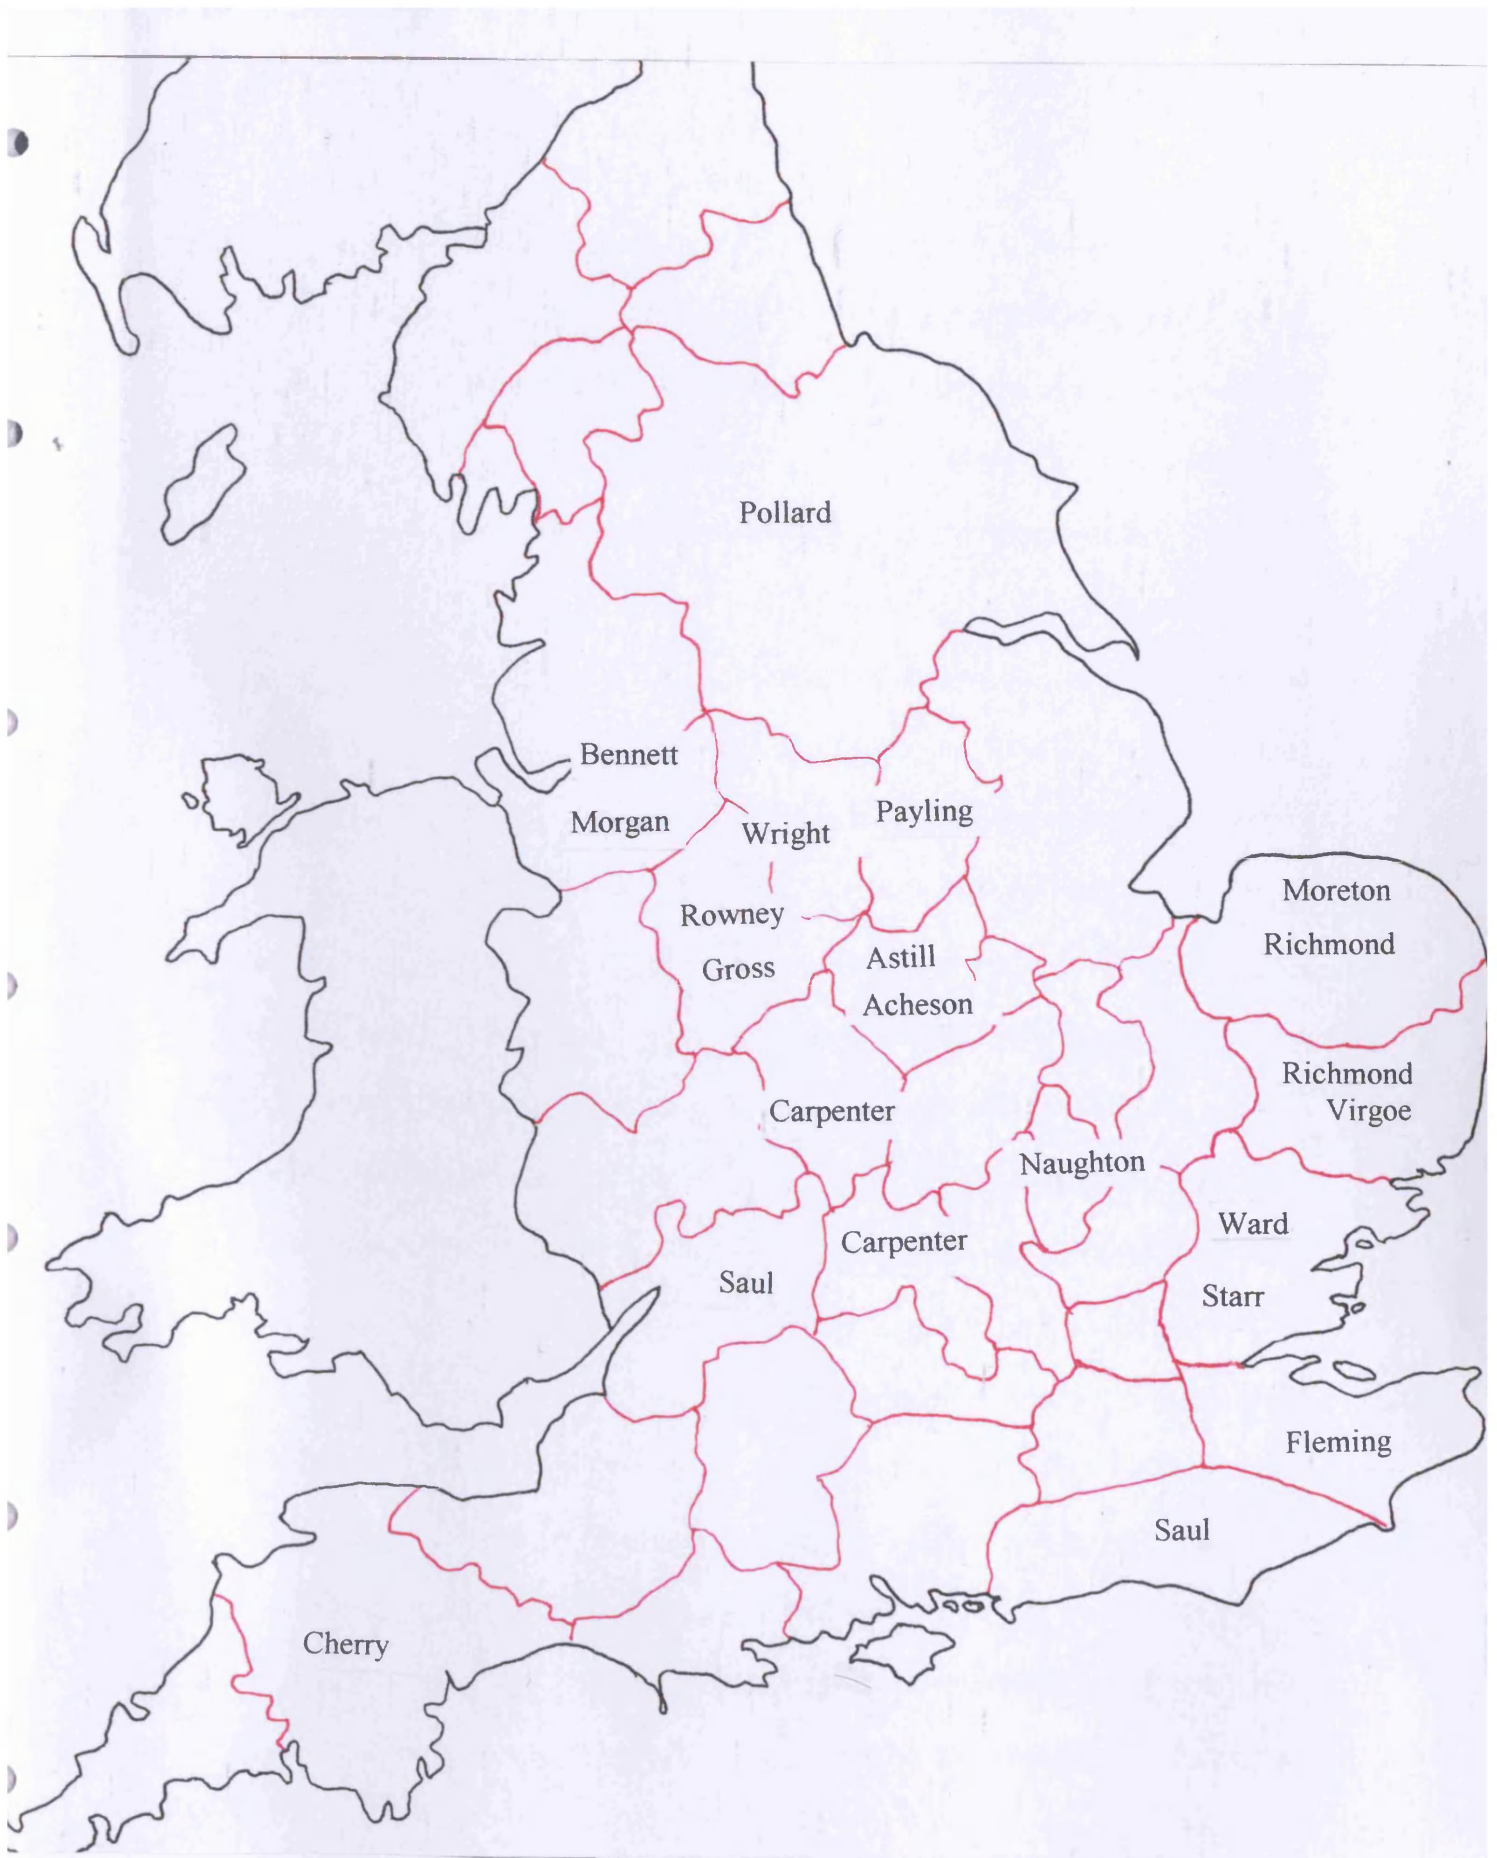 Pollard
Bennett
Morgan
Wright
Payling
Rowney
Gross
Astill
Acheson
Moreton
Richmond
Richmond
Virgoe
Carpenter
Naughton
Ward
Carpenter
Saul
Starr
Fleming
Saul
Cherry